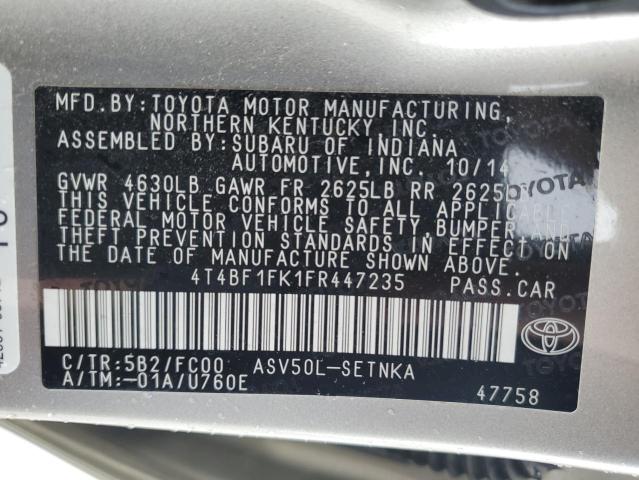 MFD.BY:TOYOTA MOTOR MANUFACTURING,
NORTHERN KENTUCKY, INC.
ASSEMBLED BY:SUBARU OF INDIANA
AUTOMOTIVE,INC. 10/14
GVWR 4630LB GAWR FR 2625LB RR 2625
THIS VEHICLE CONFORMS TO ALL APPLICABL
FEDERAL MOTOR VEHICLE SAFETY, BUMPER AND
THEFT PREVENTION STANDARDS IN EFFECT ON
THE DATE OF MANUFACTURE SHOWN ABOVE.
4T4BF1FK1FR447235 PASS.CAR
C/TR:5B2/FC00 ASV50L-SETNKA
A/TM:-01A/U760E
47758
TOYOTA